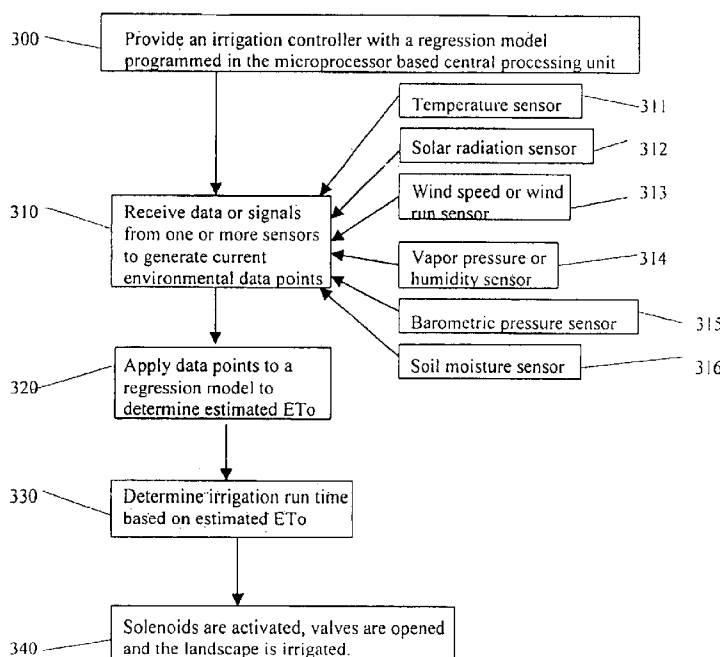 300
Provide an irrigation controller with a regression model
programmed in the microprocessor based central processing unit
Temperature sensor
311
Solar radiation sensor
312
Wind speed or wind
run sensor
313
310
Receive data or signals
from one or more sensors
to generate current
environmental data points
Vapor pressure or
humidity sensor
314
Barometric pressure sensor
315
Soil moisture sensor
316
320
Apply data points to a
regression model to
determine estimated ETo
330
Determine irrigation run time
based on estimated ETo
340
Solenoids are activated, valves are opened
and the landscape is irrigated.